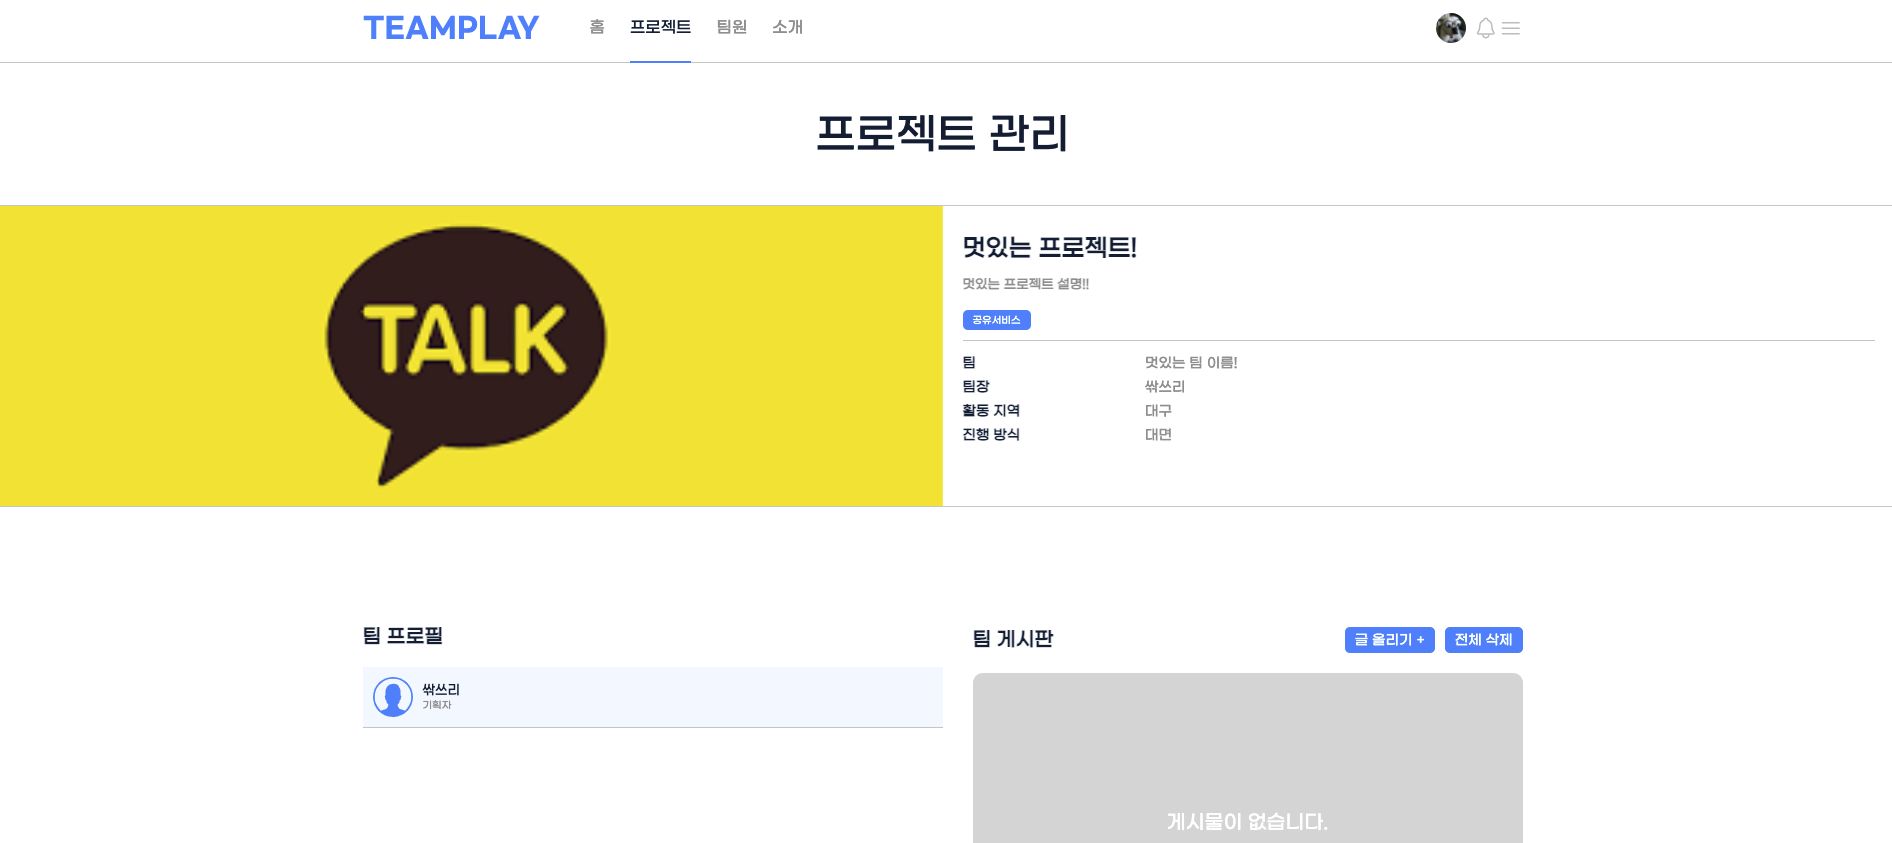 TEAMPLAY 홈 프로젝트 팀원 소개
프로젝트 관리
TALK
멋있는 프로젝트!
멋있는 프로젝트 설명!!
공유서비스
팀 멋있는 팀 이름!
팀장 싺쓰리
활동 지역 대구
진행 방식 대면
팀 프로필
싺쓰리
기획자
팀 게시판 글 올리기 + 전체 삭제
게시물이 없습니다.